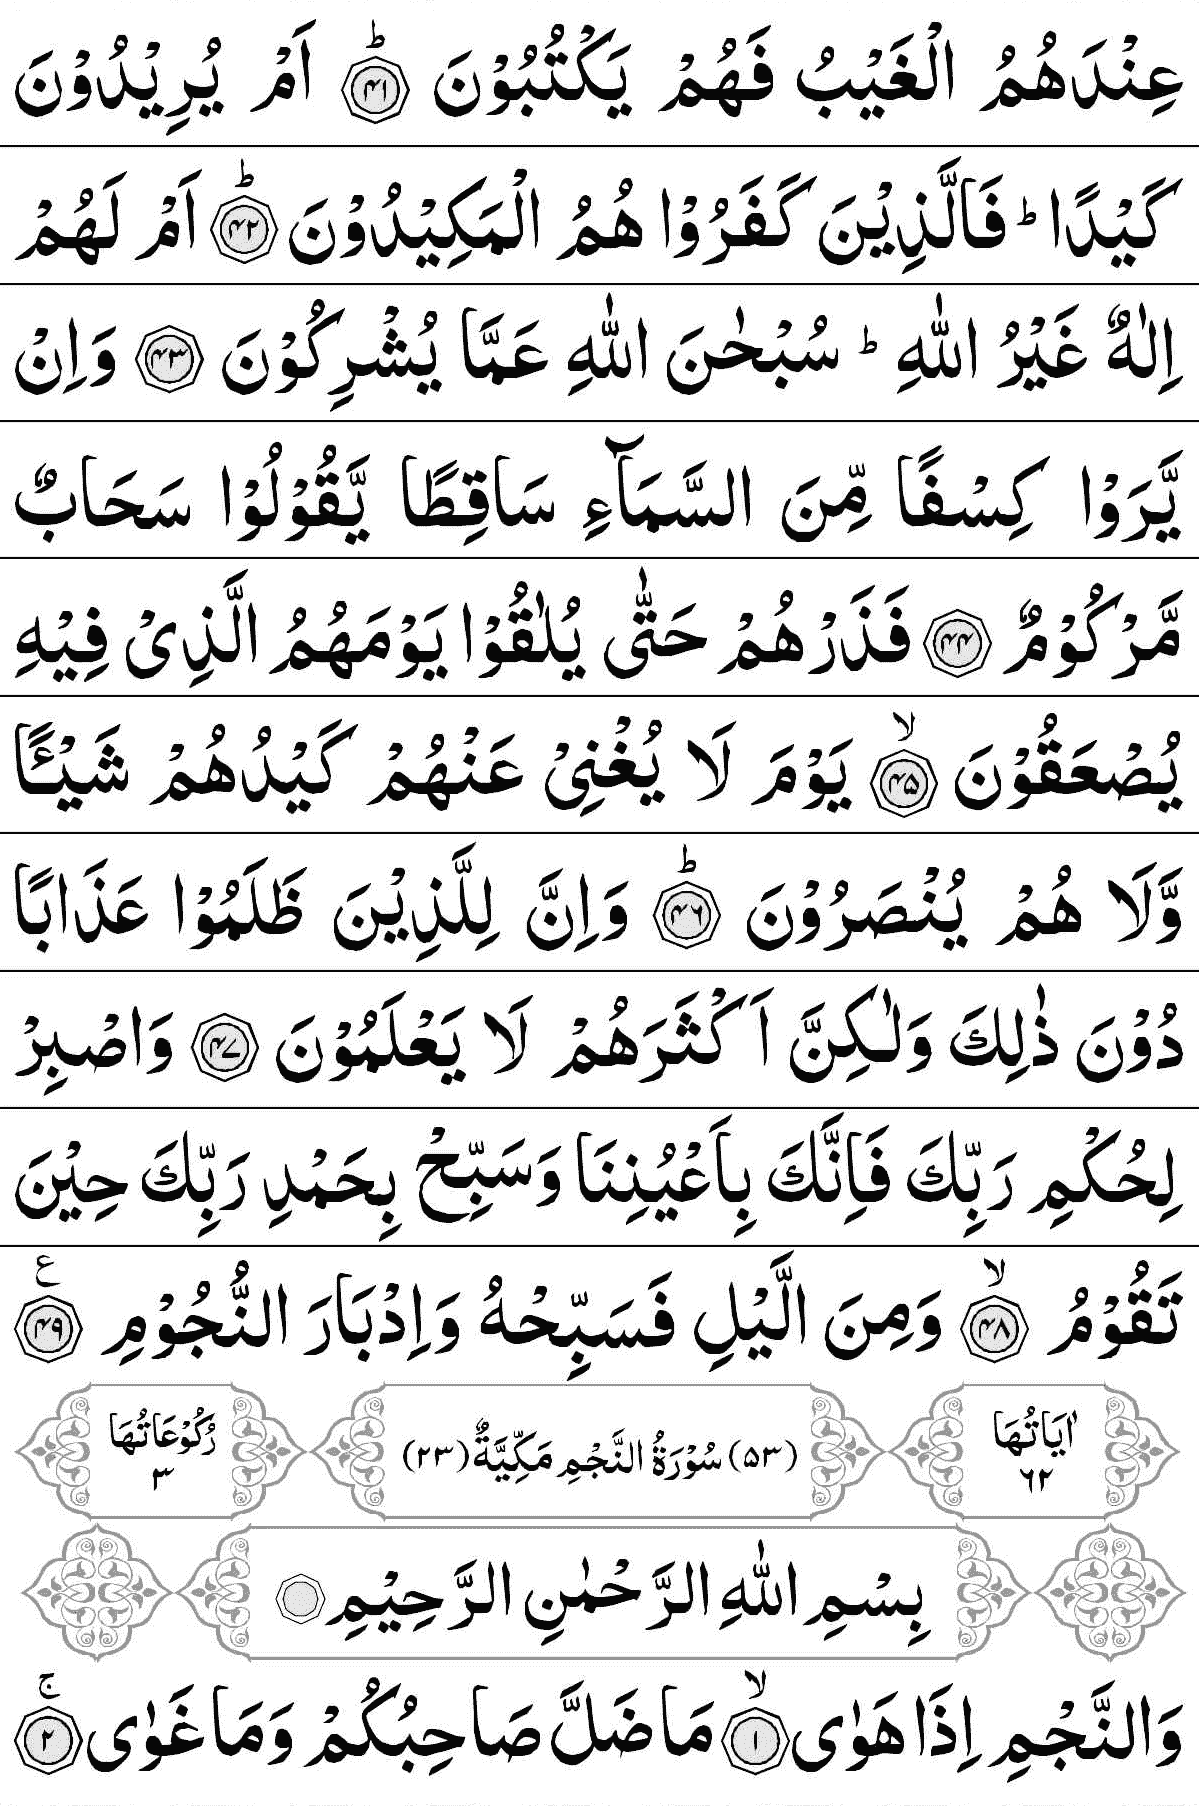 عِنْدَهُمُ الْغَيْبُ فَهُمْ يَكْتُبُوْنَ ؕ﴿۴۱﴾ اَمْ يُرِيْدُوْنَ
كَيْدًا ؕ فَالَّذِيْنَ كَفَرُوْا هُمُ الْمَكِيْدُوْنَ ؕ﴿۴۲﴾ اَمْ لَهُمْ
اِلٰهٌ غَيْرُ اللّٰهِ ؕ سُبْحٰنَ اللّٰهِ عَمَّا يُشْرِكُوْنَ ﴿۴۳﴾ وَاِنْ
يَّرَوْا كِسْفًا مِّنَ السَّمَآءِ سَاقِطًا يَّقُوْلُوْا سَحَابٌ
مَّرْكُوْمٌ ﴿۴۴﴾ فَذَرْهُمْ حَتّٰى يُلٰقُوْا يَوْمَهُمُ الَّذِىْ فِيْهِ
يُصْعَقُوْنَ ۙ﴿۴۵﴾ يَوْمَ لَا يُغْنِىْ عَنْهُمْ كَيْدُهُمْ شَيْـًٔا
وَّلَا هُمْ يُنْصَرُوْنَ ؕ﴿۴۶﴾ وَاِنَّ لِلَّذِيْنَ ظَلَمُوْا عَذَابًا
دُوْنَ ذٰلِكَ وَلٰـكِنَّ اَكْثَرَهُمْ لَا يَعْلَمُوْنَ ﴿۴۷﴾ وَاصْبِرْ
لِحُكْمِ رَبِّكَ فَاِنَّكَ بِاَعْيُنِنَا وَسَبِّحْ بِحَمْدِ رَبِّكَ حِيْنَ
تَقُوْمُ ۙ﴿۴۸﴾ وَمِنَ الَّيْلِ فَسَبِّحْهُ وَاِدْبَارَ النُّجُوْمِ ﴿۴۹﴾ ع
اٰيَاتُهَا ۶۲ (۵۳) سُوْرَةُ النَّجْمِ مَكِّيَّةٌ (۲۳) رُكُوْعَاتُهَا ۳
بِسْمِ اللّٰهِ الرَّحْمٰنِ الرَّحِيْمِ
وَالنَّجْمِ اِذَا هَوٰى ۙ﴿۱﴾ مَا ضَلَّ صَاحِبُكُمْ وَمَا غَوٰى ۚ﴿۲﴾